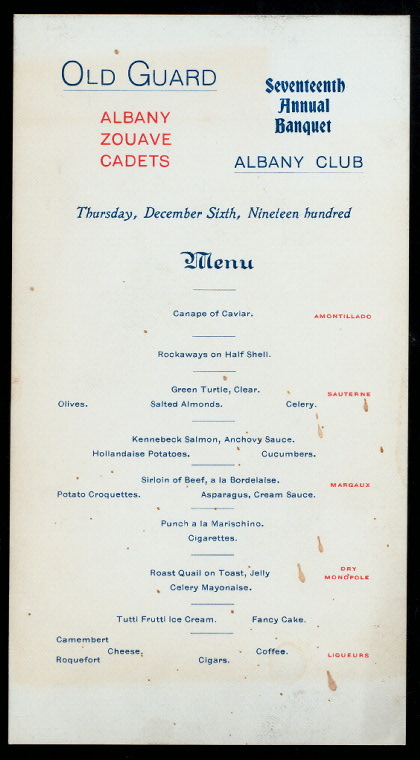 OLD GUARD
ALBANY
ZOUAVE
CADETS
Seventeenth
Annual
Banquet
ALBANY CLUB
Thursday, December Sixth, Nineteen hundred
Menu
Canape of Caviar.
AMONTILLADO
Rockaways on Half Shell.
Green Turtle, Clear.
SAUTERNE
Olives. Salted Almonds. Celery.
Kennebeck Salmon, Anchovy Sauce.
Hollandaise Potatoes. Cucumbers.
Sirloin of Beef, a la Bordelaise.
MARGAUX
Potato Croquettes. Asparagus, Cream Sauce.
Punch a la Marischino.
Cigarettes.
Roast Quail on Toast, Jelly
DRY
MONOPOLE
Celery Mayonaise.
Tutti Frutti Ice Cream. Fancy Cake.
Camembert
Cheese. Coffee.
Roquefort Cigars.
LIQUEURS